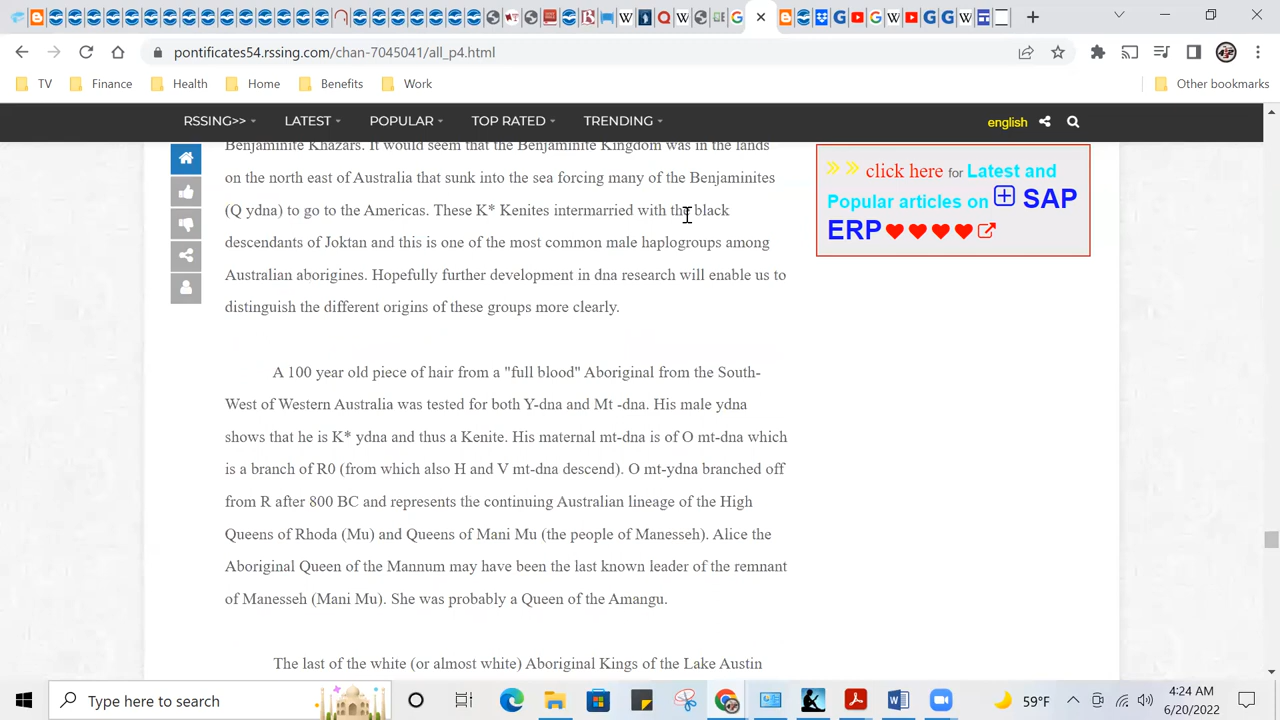 pontificates54.rssing.com/chan-7045041/all_p4.html
TV Finance Health Home Benefits Work Other bookmarks
RSSING>> LATEST POPULAR TOP RATED TRENDING english
Benjaminite Khazars. It would seem that the Benjaminite Kingdom was in the lands
on the north east of Australia that sunk into the sea forcing many of the Benjaminites
(Q ydna) to go to the Americas. These K* Kenites intermarried with the black
descendants of Joktan and this is one of the most common male haplogroups among
Australian aborigines. Hopefully further development in dna research will enable us to
distinguish the different origins of these groups more clearly.
A 100 year old piece of hair from a "full blood" Aboriginal from the South-
West of Western Australia was tested for both Y-dna and Mt -dna. His male ydna
shows that he is K* ydna and thus a Kenite. His maternal mt-dna is of O mt-dna which
is a branch of R0 (from which also H and V mt-dna descend). O mt-ydna branched off
from R after 800 BC and represents the continuing Australian lineage of the High
Queens of Rhoda (Mu) and Queens of Mani Mu (the people of Manesseh). Alice the
Aboriginal Queen of the Mannum may have been the last known leader of the remnant
of Manesseh (Mani Mu). She was probably a Queen of the Amangu.
The last of the white (or almost white) Aboriginal Kings of the Lake Austin
click here for Latest and
Popular articles on SAP
ERP
Type here to search
59°F
4:24 AM
6/20/2022